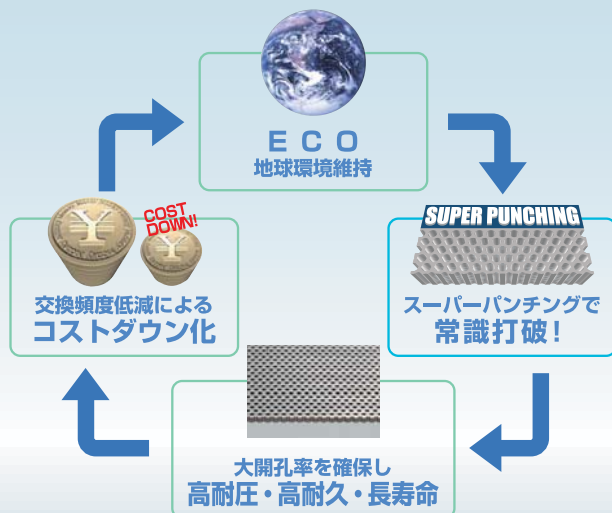 ECO
地球環境維持
SUPER PUNCHING
スーパーパンチングで
常識打破！
大開孔率を確保し
高耐圧・高耐久・長寿命
COST
DOWN!
¥
¥
交換頻度低減による
コストダウン化